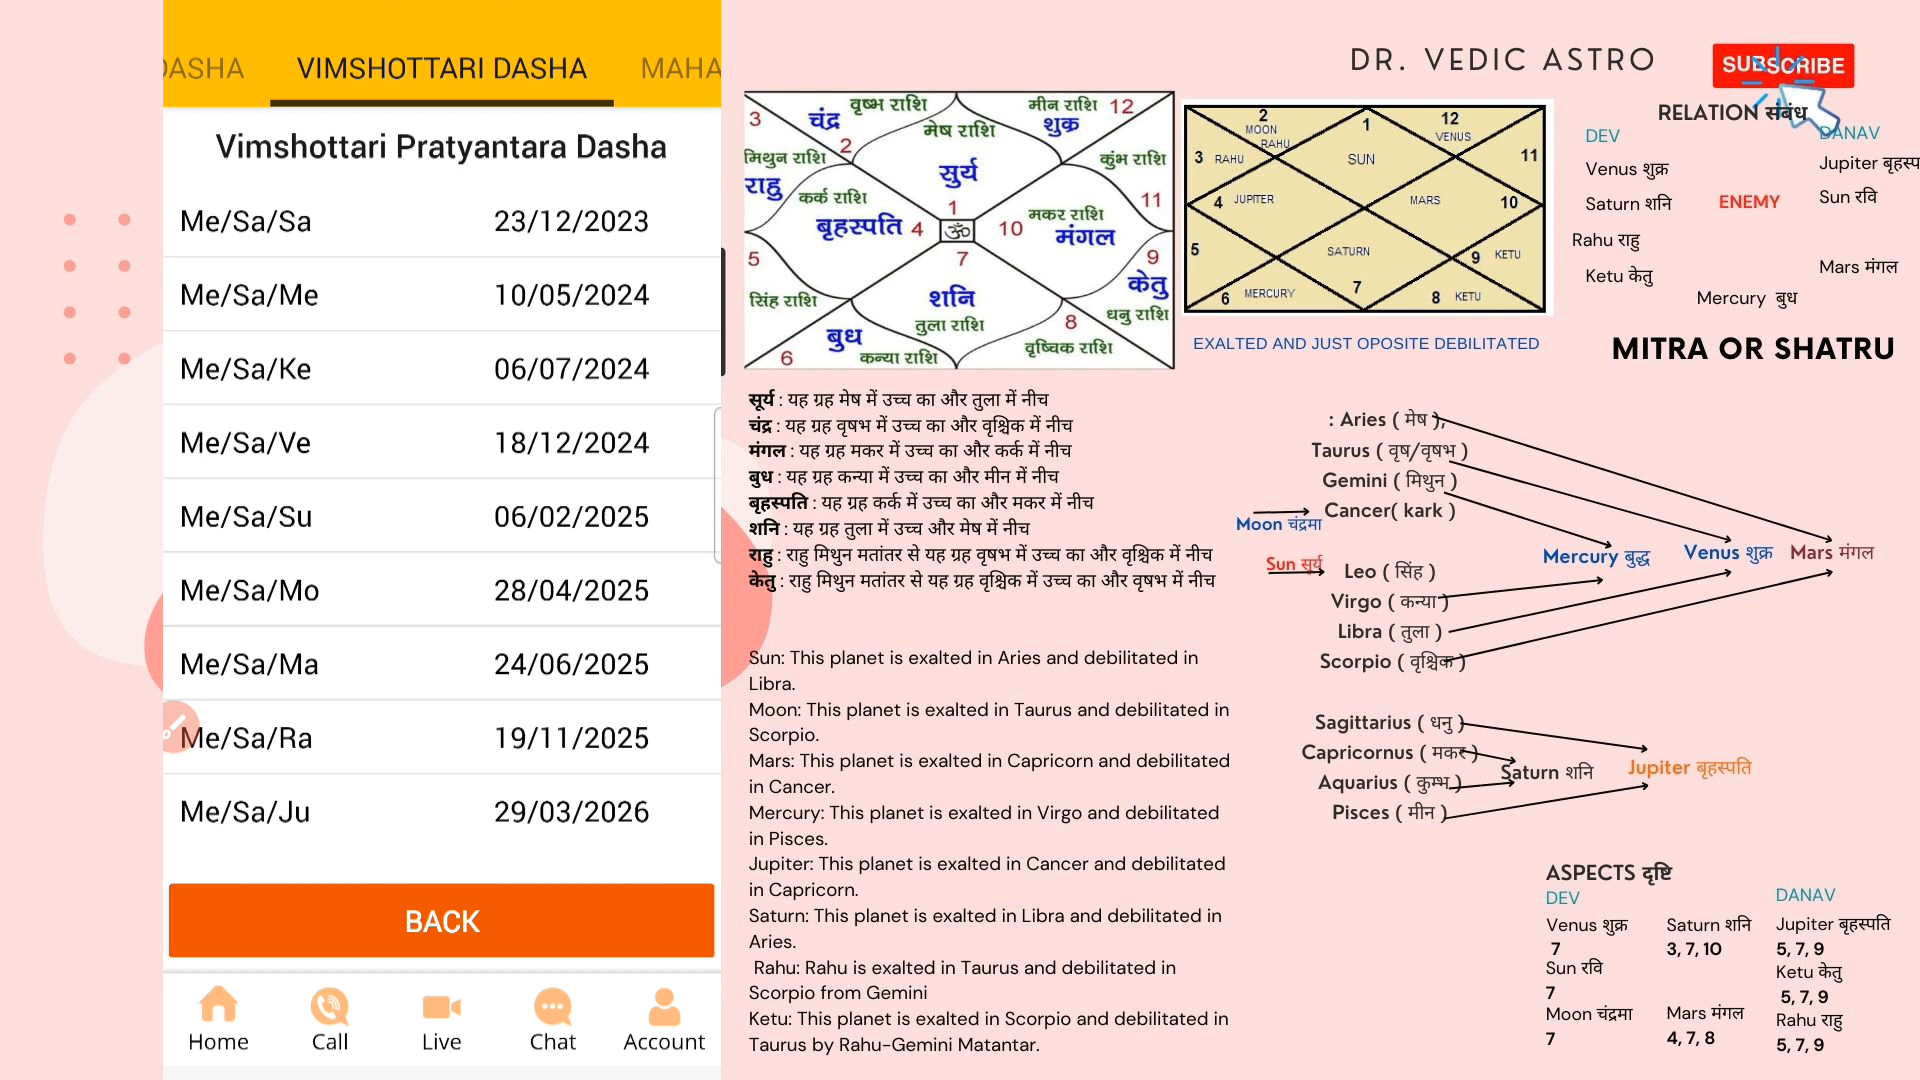 DASHA VIMSHOTTARI DASHA MAHA
Vimshottari Pratyantara Dasha
Me/Sa/Sa 23/12/2023
Me/Sa/Me 10/05/2024
Me/Sa/Ke 06/07/2024
Me/Sa/Ve 18/12/2024
Me/Sa/Su 06/02/2025
Me/Sa/Mo 28/04/2025
Me/Sa/Ma 24/06/2025
Me/Sa/Ra 19/11/2025
Me/Sa/Ju 29/03/2026
BACK
Home Call Live Chat Account
DR. VEDIC ASTRO
SUBSCRIBE
3 चंद्र वृष्भ राशि मीन राशि 12
2 मेष राशि शुक्र
मिथुन राशि सुर्य कुंभ राशि
राहु कर्क राशि 1 मकर राशि 11
बृहस्पति 4 ॐ 10 मंगल
5 7 9
सिंह राशि शनि केतु
तुला राशि 8 धनु राशि
बुध वृष्चिक राशि
6 कन्या राशि
2 1 12
MOON VENUS
RAHU
3 RAHU SUN 11
4 JUPITER MARS 10
5 SATURN 9 KETU
6 MERCURY 7 8 KETU
EXALTED AND JUST OPOSITE DEBILITATED
RELATION संबंध
DEV DANAV
Venus शुक्र Jupiter बृहस्प
Saturn शनि ENEMY Sun रवि
Rahu राहु
Ketu केतु Mars मंगल
Mercury बुध
MITRA OR SHATRU
सूर्य : यह ग्रह मेष में उच्च का और तुला में नीच
चंद्र : यह ग्रह वृषभ में उच्च का और वृश्चिक में नीच
मंगल : यह ग्रह मकर में उच्च का और कर्क में नीच
बुध : यह ग्रह कन्या में उच्च का और मीन में नीच
बृहस्पति : यह ग्रह कर्क में उच्च का और मकर में नीच
शनि : यह ग्रह तुला में उच्च और मेष में नीच
राहु : राहु मिथुन मतांतर से यह ग्रह वृषभ में उच्च का और वृश्चिक में नीच
केतु : राहु मिथुन मतांतर से यह ग्रह वृश्चिक में उच्च का और वृषभ में नीच
Sun: This planet is exalted in Aries and debilitated in
Libra.
Moon: This planet is exalted in Taurus and debilitated in
Scorpio.
Mars: This planet is exalted in Capricorn and debilitated
in Cancer.
Mercury: This planet is exalted in Virgo and debilitated
in Pisces.
Jupiter: This planet is exalted in Cancer and debilitated
in Capricorn.
Saturn: This planet is exalted in Libra and debilitated in
Aries.
Rahu: Rahu is exalted in Taurus and debilitated in
Scorpio from Gemini
Ketu: This planet is exalted in Scorpio and debilitated in
Taurus by Rahu-Gemini Matantar.
: Aries ( मेष ),
Taurus ( वृष/वृषभ )
Gemini ( मिथुन )
Cancer( kark )
Moon चंद्रमा
Mercury बुद्ध Venus शुक्र Mars मंगल
Sun सूर्य
Leo ( सिंह )
Virgo ( कन्या )
Libra ( तुला )
Scorpio ( वृश्चिक )
Sagittarius ( धनु )
Capricornus ( मकर )
Saturn शनि Jupiter बृहस्पति
Aquarius ( कुम्भ )
Pisces ( मीन )
ASPECTS दृष्टि
DEV DANAV
Venus शुक्र Saturn शनि Jupiter बृहस्पति
7 3, 7, 10 5, 7, 9
Sun रवि Ketu केतु
7 5, 7, 9
Moon चंद्रमा Mars मंगल Rahu राहु
7 4, 7, 8 5, 7, 9